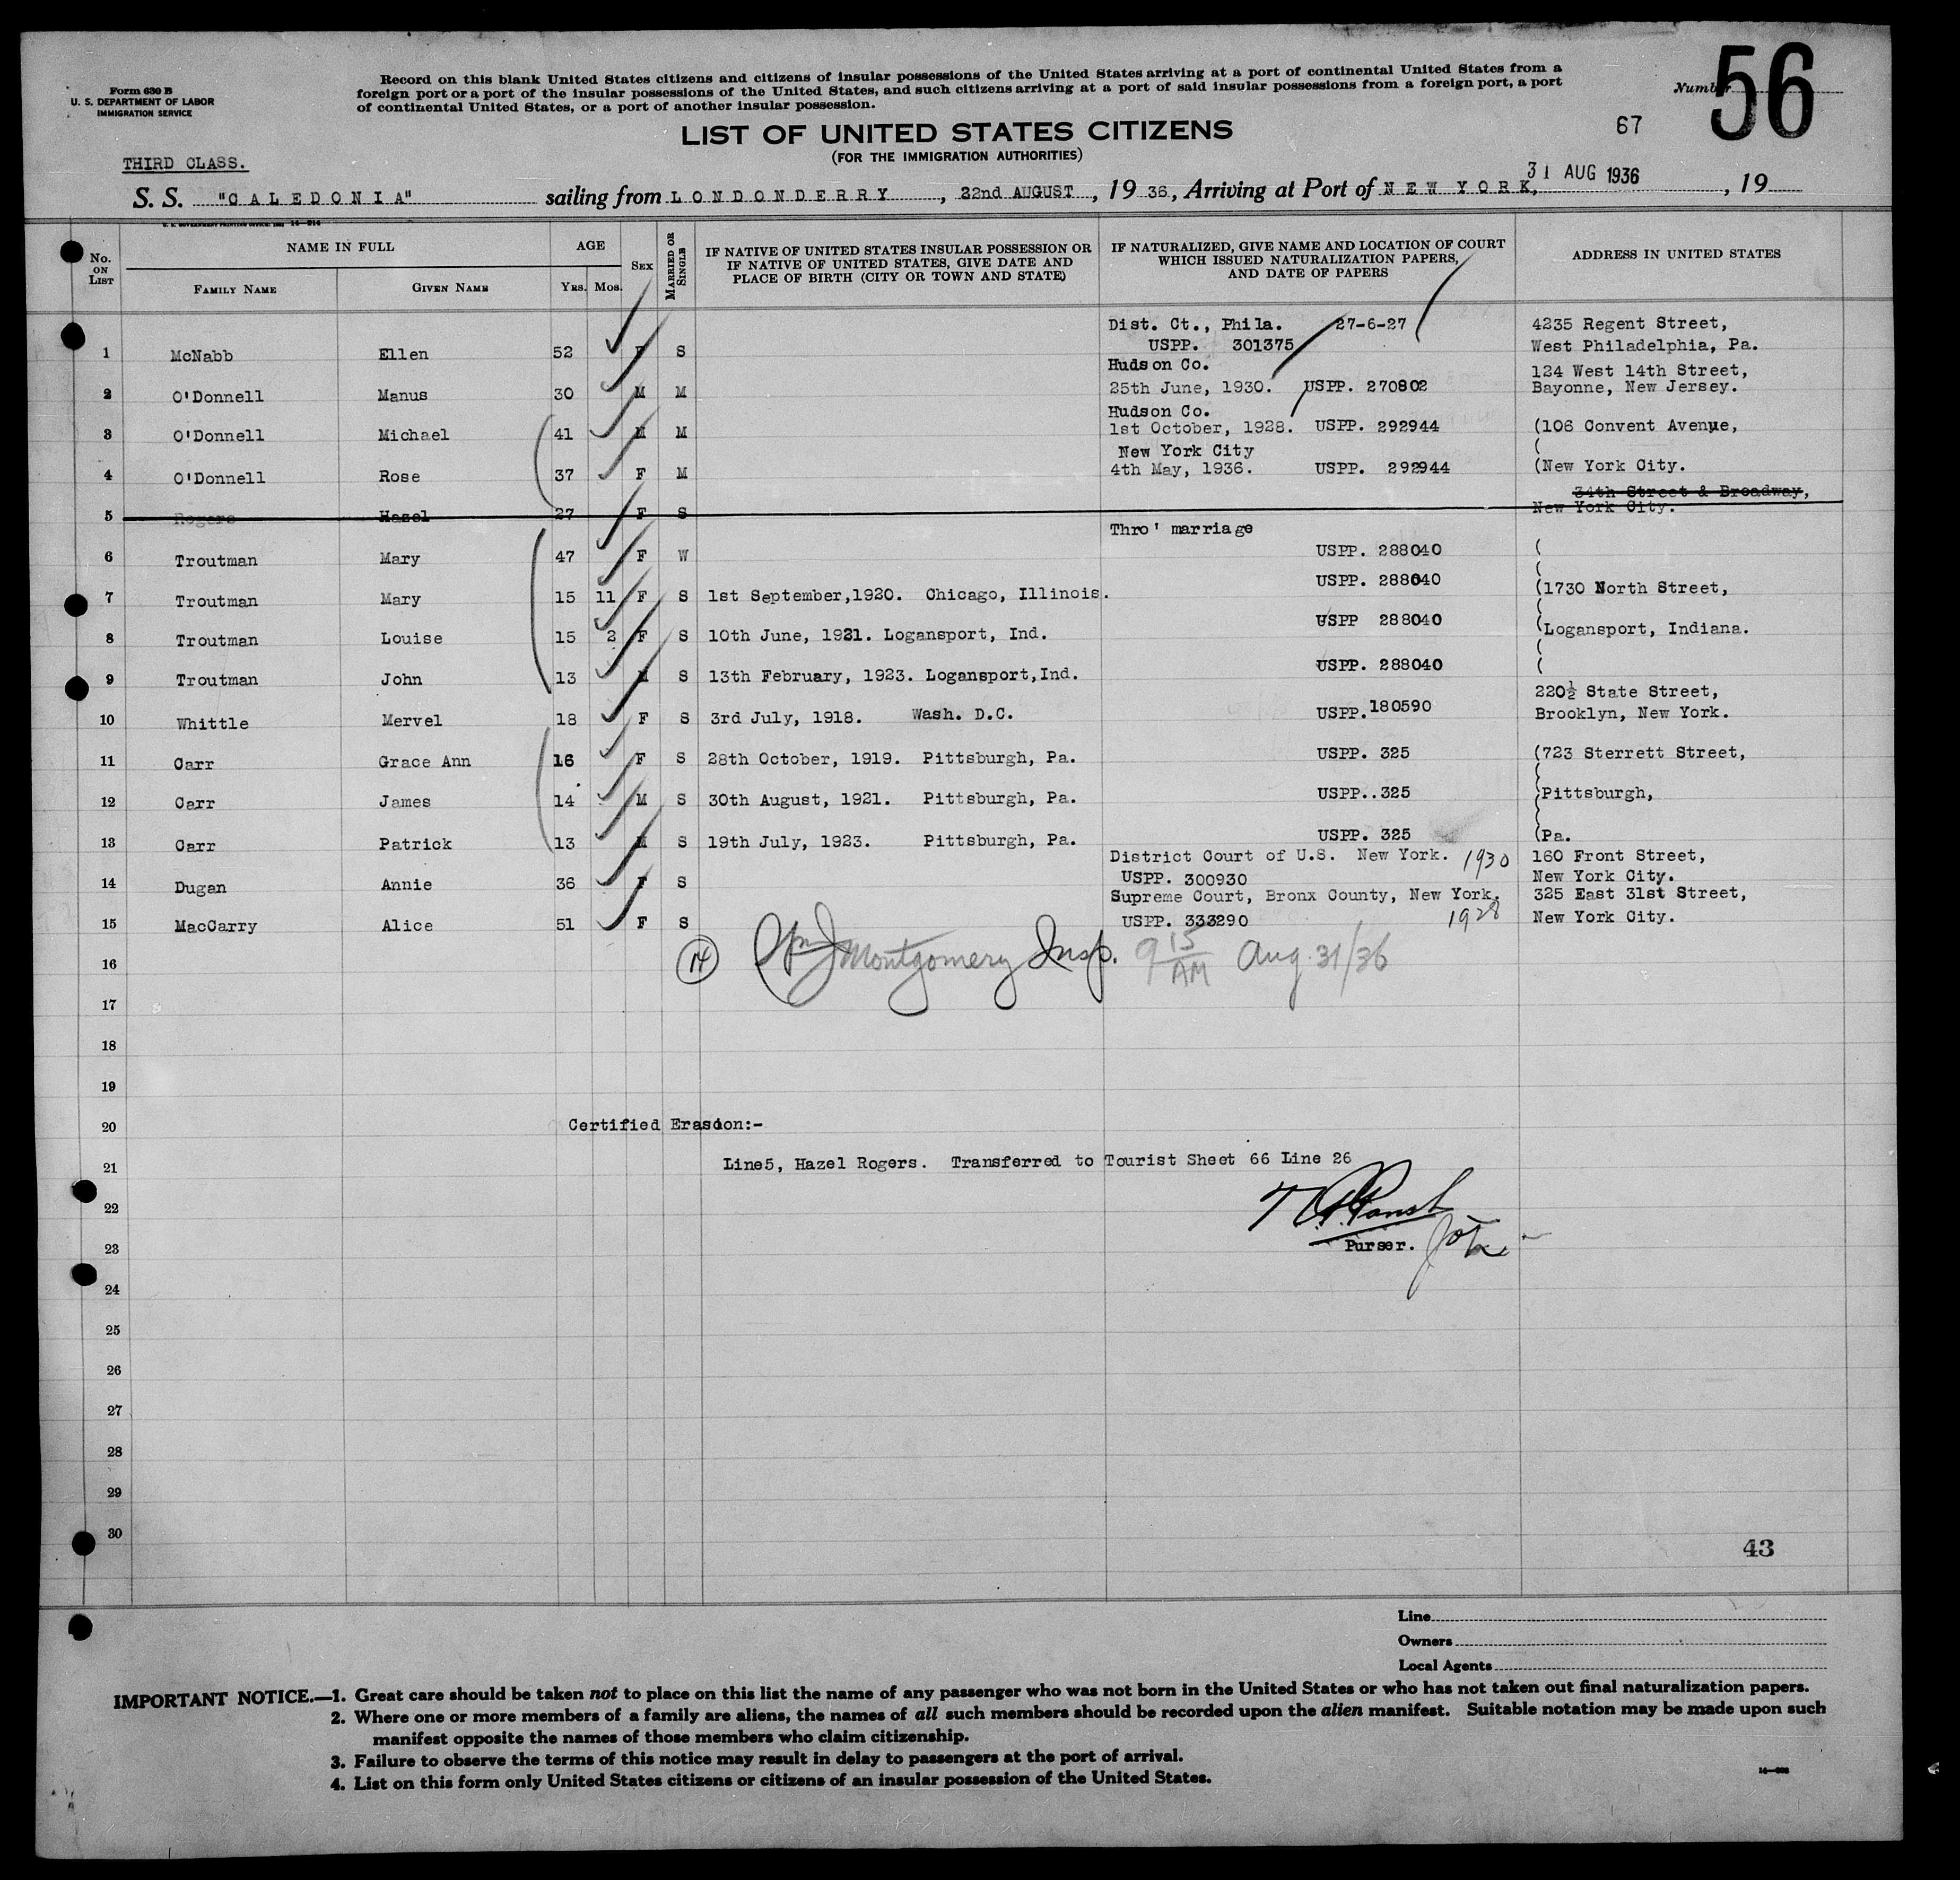 Form 630 B
U. S. DEPARTMENT OF LABOR
IMMIGRATION SERVICE
Record on this blank United States citizens and citizens of insular possessions of the United States arriving at a port of continental United States from a
foreign port or a port of the insular possessions of the United States, and such citizens arriving at a port of said insular possessions from a foreign port, a port
of continental United States, or a port of another insular possession.
Number 56
67
LIST OF UNITED STATES CITIZENS
(FOR THE IMMIGRATION AUTHORITIES)
THIRD CLASS.
S. S. "CALEDONIA" sailing from LONDONDERRY, 22nd AUGUST, 1936, Arriving at Port of NEW YORK, 31 AUG 1936, 19
No. ON LIST
NAME IN FULL
FAMILY NAME GIVEN NAME
AGE
YRS. MOS.
SEX
MARRIED OR SINGLE
IF NATIVE OF UNITED STATES INSULAR POSSESSION OR
IF NATIVE OF UNITED STATES, GIVE DATE AND
PLACE OF BIRTH (CITY OR TOWN AND STATE)
IF NATURALIZED, GIVE NAME AND LOCATION OF COURT
WHICH ISSUED NATURALIZATION PAPERS,
AND DATE OF PAPERS
ADDRESS IN UNITED STATES
Dist. Ct., Phila. 27-6-27 4235 Regent Street,
1 McNabb Ellen 52 F S USPP. 301375 West Philadelphia, Pa.
Hudson Co. 124 West 14th Street,
2 O'Donnell Manus 30 M M 25th June, 1930. USPP. 270802 Bayonne, New Jersey.
Hudson Co.
3 O'Donnell Michael 41 M M 1st October, 1928. USPP. 292944 (106 Convent Avenue,
New York City (
4 O'Donnell Rose 37 F M 4th May, 1936. USPP. 292944 (New York City.
34th Street & Broadway,
5 Rogers Hazel 27 F S New York City.
Thro' marriage
6 Troutman Mary 47 F W USPP. 288040 (
7 Troutman Mary 15 11 F S 1st September,1920. Chicago, Illinois. USPP. 288040 (1730 North Street,
8 Troutman Louise 15 2 F S 10th June, 1921. Logansport, Ind. USPP 288040 (Logansport, Indiana.
9 Troutman John 13 M S 13th February, 1923. Logansport,Ind. USPP. 288040 (
220½ State Street,
10 Whittle Mervel 18 F S 3rd July, 1918. Wash. D.C. USPP.180590 Brooklyn, New York.
11 Carr Grace Ann 16 F S 28th October, 1919. Pittsburgh, Pa. USPP. 325 (723 Sterrett Street,
12 Carr James 14 M S 30th August, 1921. Pittsburgh, Pa. USPP..325 (Pittsburgh,
13 Carr Patrick 13 M S 19th July, 1923. Pittsburgh, Pa. USPP. 325 (Pa.
District Court of U.S. New York. 1930 160 Front Street,
14 Dugan Annie 36 F S USPP. 300930 New York City.
Supreme Court, Bronx County, New York. 325 East 31st Street,
15 MacCarry Alice 51 F S USPP. 333290 1928 New York City.
16 14 Wm J Montgomery Insp. 9 15 AM Aug. 31/36
17
18
19
20 Certified Erasion:-
21 Line5, Hazel Rogers. Transferred to Tourist Sheet 66 Line 26
22
23 Purser.
24
25
26
27
28
29
30
43
Line
Owners
Local Agents
IMPORTANT NOTICE.—1. Great care should be taken not to place on this list the name of any passenger who was not born in the United States or who has not taken out final naturalization papers.
2. Where one or more members of a family are aliens, the names of all such members should be recorded upon the alien manifest. Suitable notation may be made upon such
manifest opposite the names of those members who claim citizenship.
3. Failure to observe the terms of this notice may result in delay to passengers at the port of arrival.
4. List on this form only United States citizens or citizens of an insular possession of the United States.